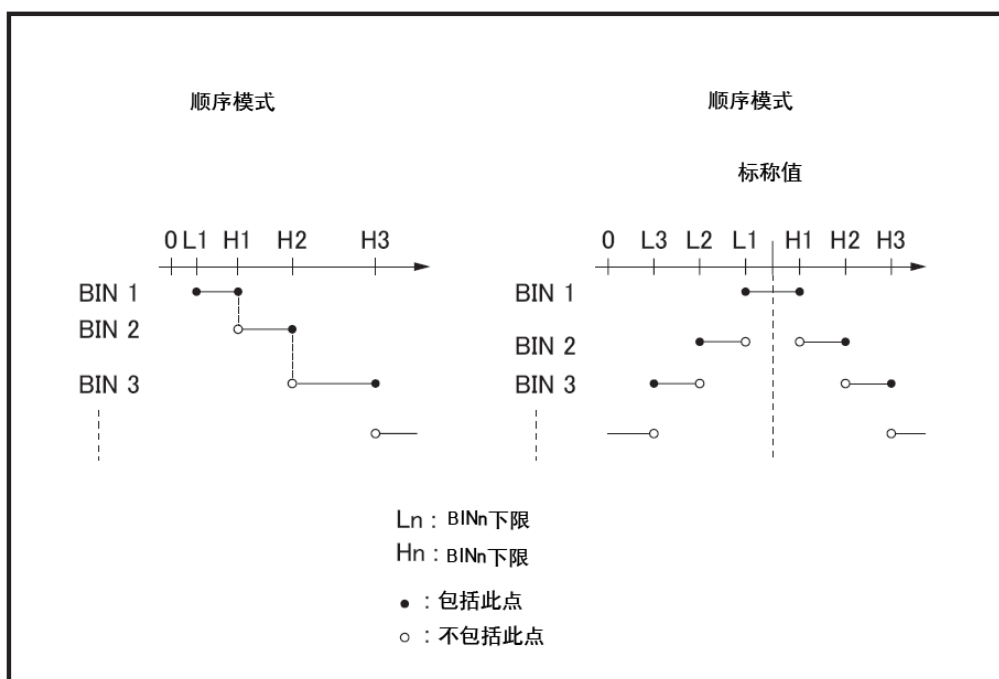 顺序模式
0 L1 H1 H2 H3
BIN 1
BIN 2
BIN 3
顺序模式
标称值
0 L3 L2 L1 H1 H2 H3
BIN 1
BIN 2
BIN 3
Ln : BINn下限
Hn : BINn下限
● : 包括此点
○ : 不包括此点